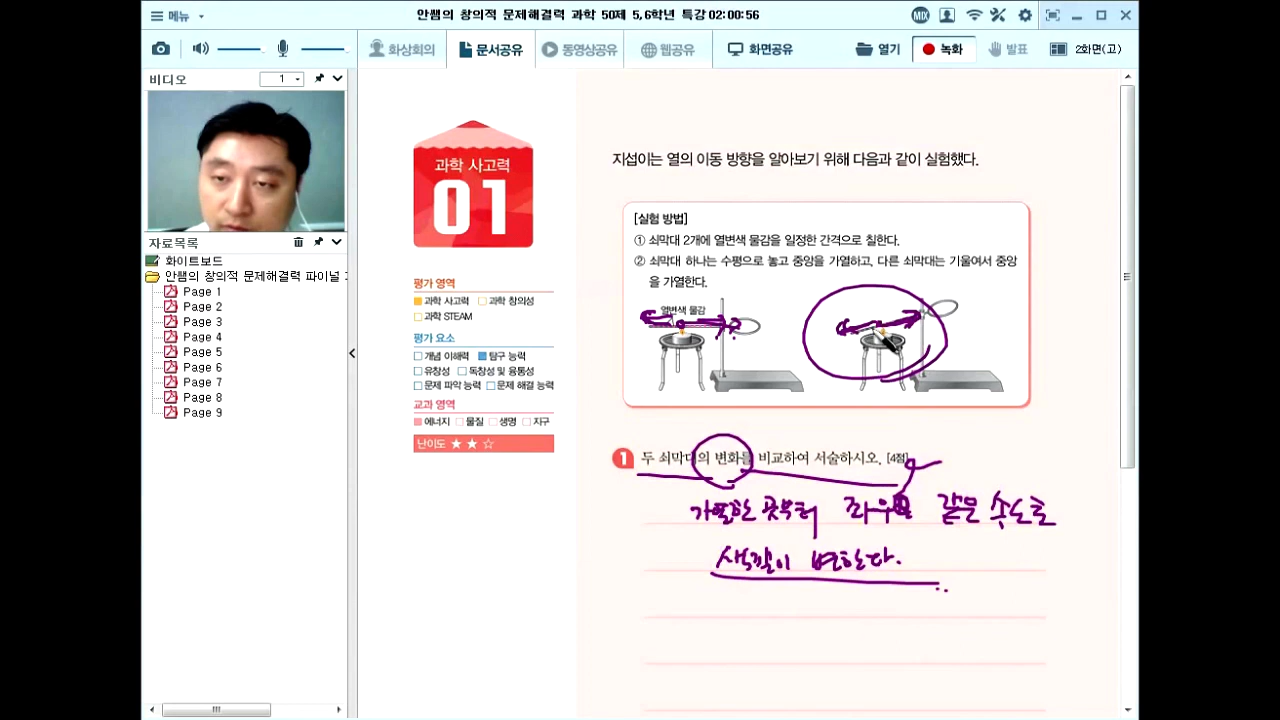 메뉴
안쌤의 창의적 문제해결력 과학 50제 5,6학년 특강 02:00:56
MIX
화상회의
문서공유
동영상공유
웹공유
화면공유
열기
녹화
발표
2화면(고)
비디오
1
자료목록
화이트보드
안쌤의 창의적 문제해결력 파이널
Page 1
Page 2
Page 3
Page 4
Page 5
Page 6
Page 7
Page 8
Page 9
과학 사고력
01
평가 영역
과학 사고력 과학 창의성
과학 STEAM
평가 요소
개념 이해력 탐구 능력
유창성 독창성 및 융통성
문제 파악 능력 문제 해결 능력
교과 영역
에너지 물질 생명 지구
난이도 ★ ★ ☆
지섭이는 열의 이동 방향을 알아보기 위해 다음과 같이 실험했다.
[실험 방법]
① 쇠막대 2개에 열변색 물감을 일정한 간격으로 칠한다.
② 쇠막대 하나는 수평으로 놓고 중앙을 가열하고, 다른 쇠막대는 기울여서 중앙
을 가열한다.
열변색 물감
1 두 쇠막대의 변화를 비교하여 서술하시오. [4점]
가열한 곳부터 좌우로 같은 속도로
색깔이 변한다.